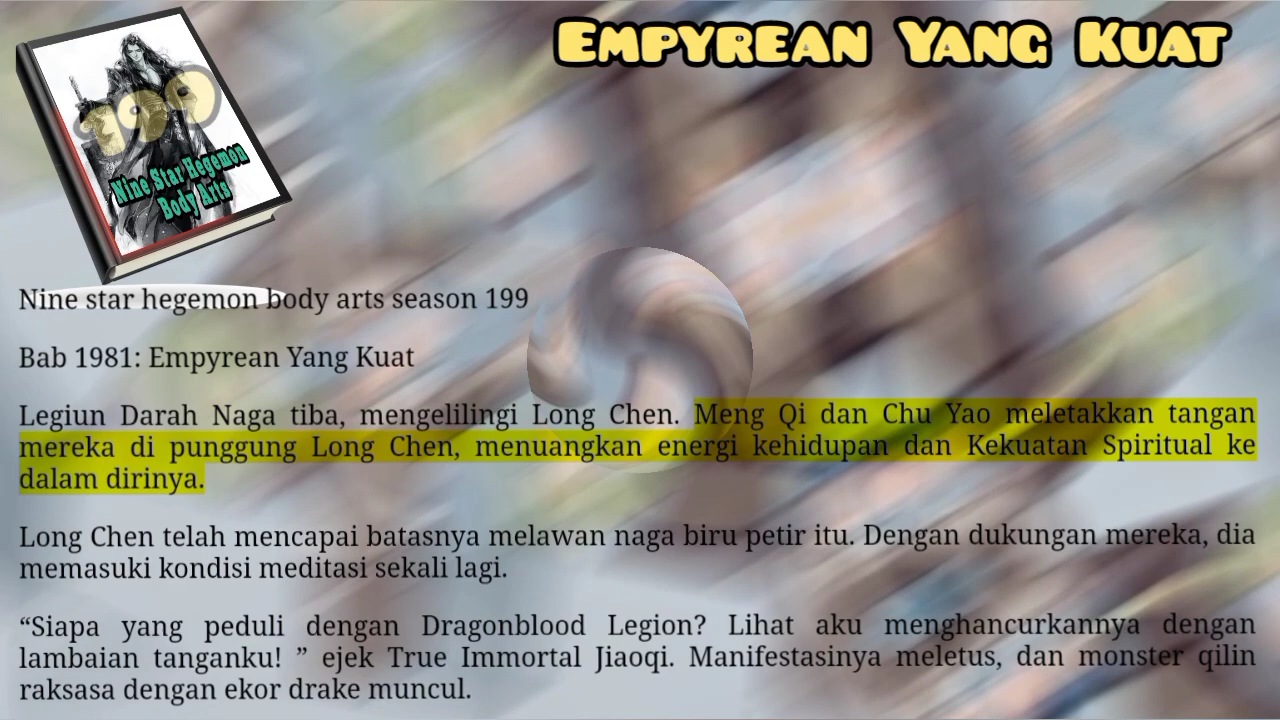 Empyrean Yang Kuat
199
Nine Star Hegemon
Body Arts
Nine star hegemon body arts season 199
Bab 1981: Empyrean Yang Kuat
Legiun Darah Naga tiba, mengelilingi Long Chen. Meng Qi dan Chu Yao meletakkan tangan
mereka di punggung Long Chen, menuangkan energi kehidupan dan Kekuatan Spiritual ke
dalam dirinya.
Long Chen telah mencapai batasnya melawan naga biru petir itu. Dengan dukungan mereka, dia
memasuki kondisi meditasi sekali lagi.
“Siapa yang peduli dengan Dragonblood Legion? Lihat aku menghancurkannya dengan
lambaian tanganku! ” ejek True Immortal Jiaoqi. Manifestasinya meletus, dan monster qilin
raksasa dengan ekor drake muncul.